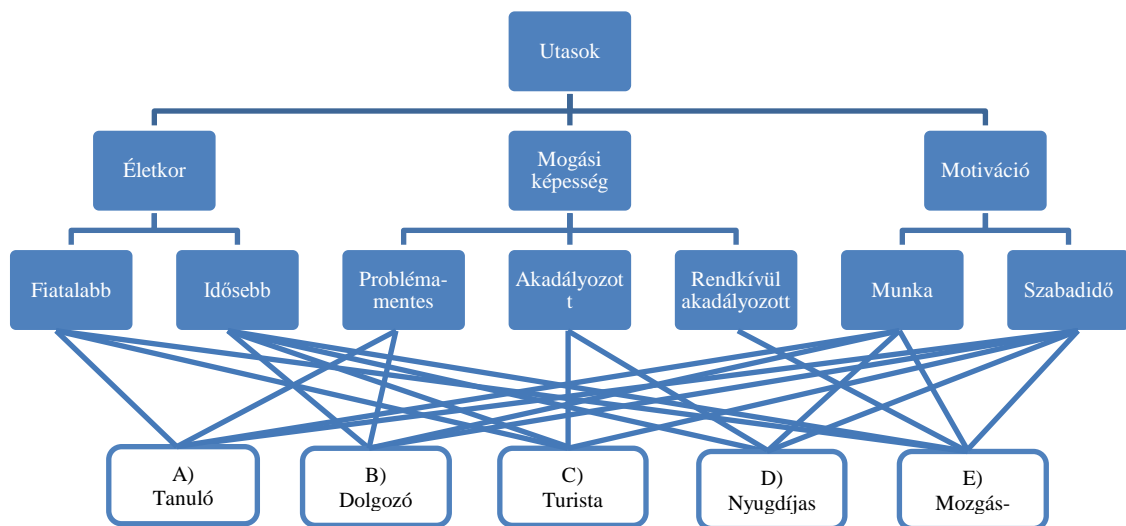 Utasok
Életkor
Mogási
képesség
Motiváció
Fiatalabb
Idősebb
Probléma-
mentes
Akadályozot
t
Rendkívül
akadályozott
Munka
Szabadidő
A)
Tanuló
B)
Dolgozó
C)
Turista
D)
Nyugdíjas
E)
Mozgás-